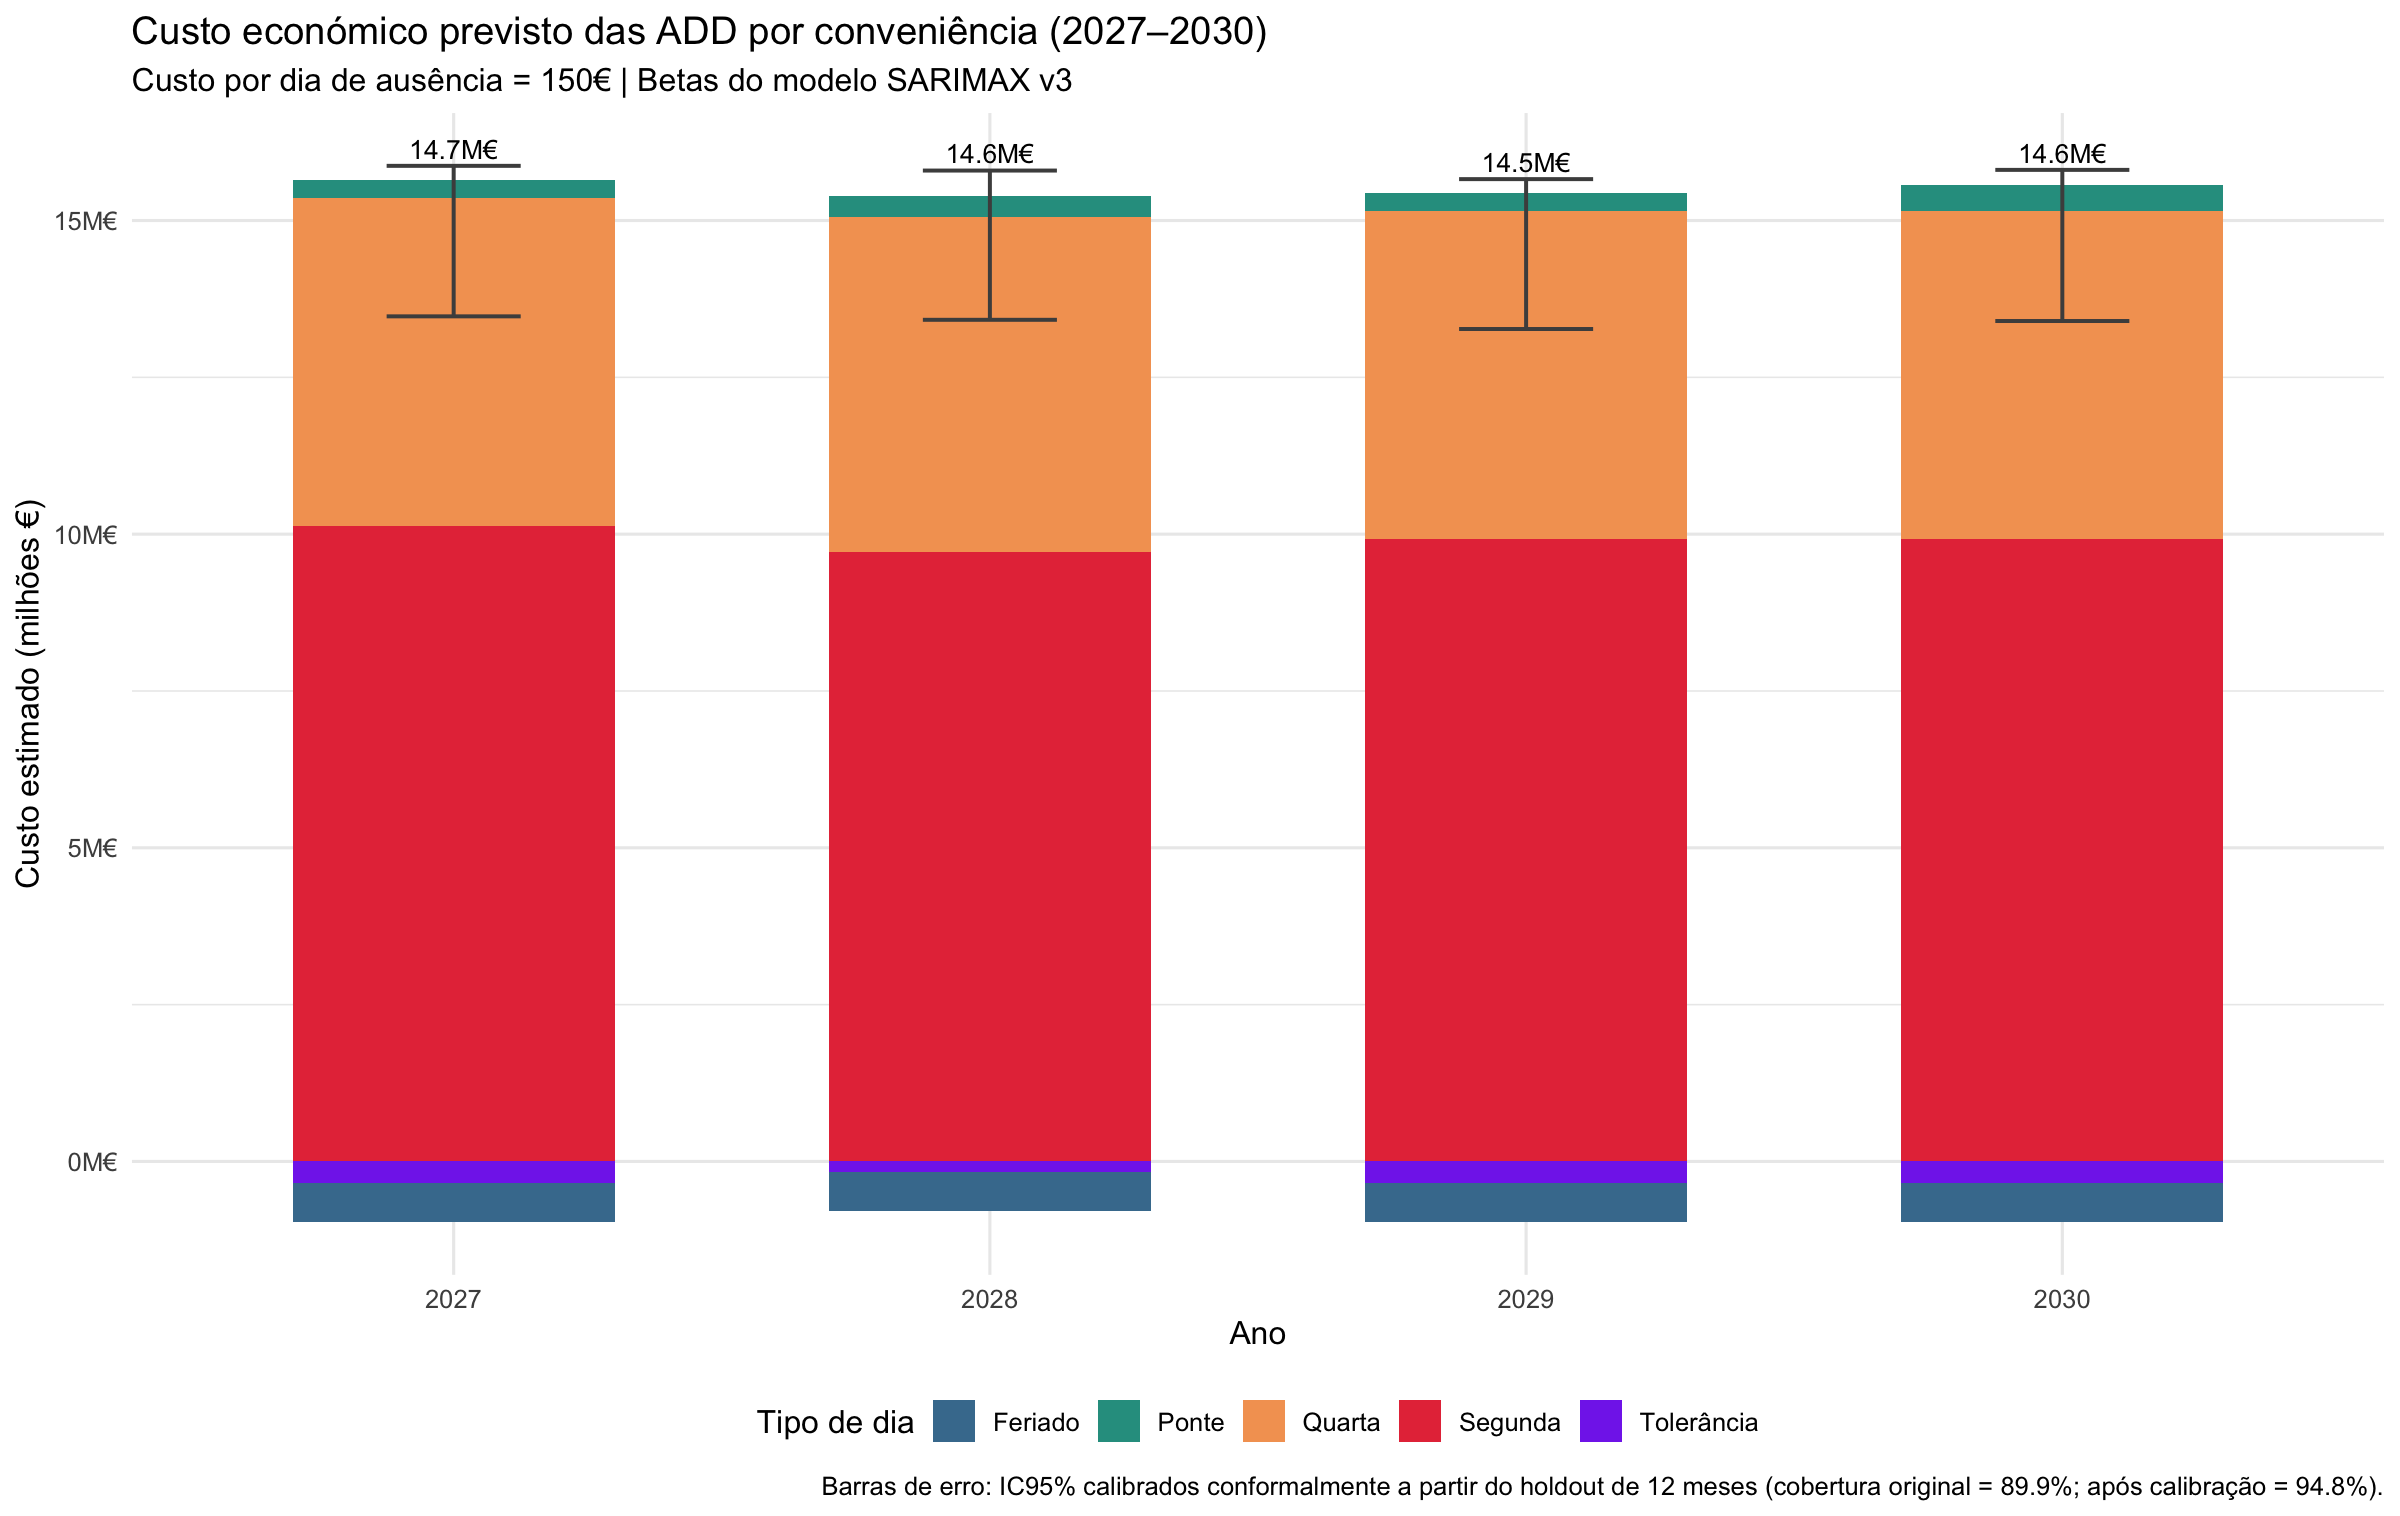 Custo económico previsto das ADD por conveniência (2027–2030)
Custo por dia de ausência = 150€ | Betas do modelo SARIMAX v3
14.7M€
14.6M€
14.5M€
14.6M€
15M€
10M€
5M€
0M€
Custo estimado (milhões €)
2027
2028
2029
2030
Ano
Tipo de dia
Feriado
Ponte
Quarta
Segunda
Tolerância
Barras de erro: IC95% calibrados conformalmente a partir do holdout de 12 meses (cobertura original = 89.9%; após calibração = 94.8%).